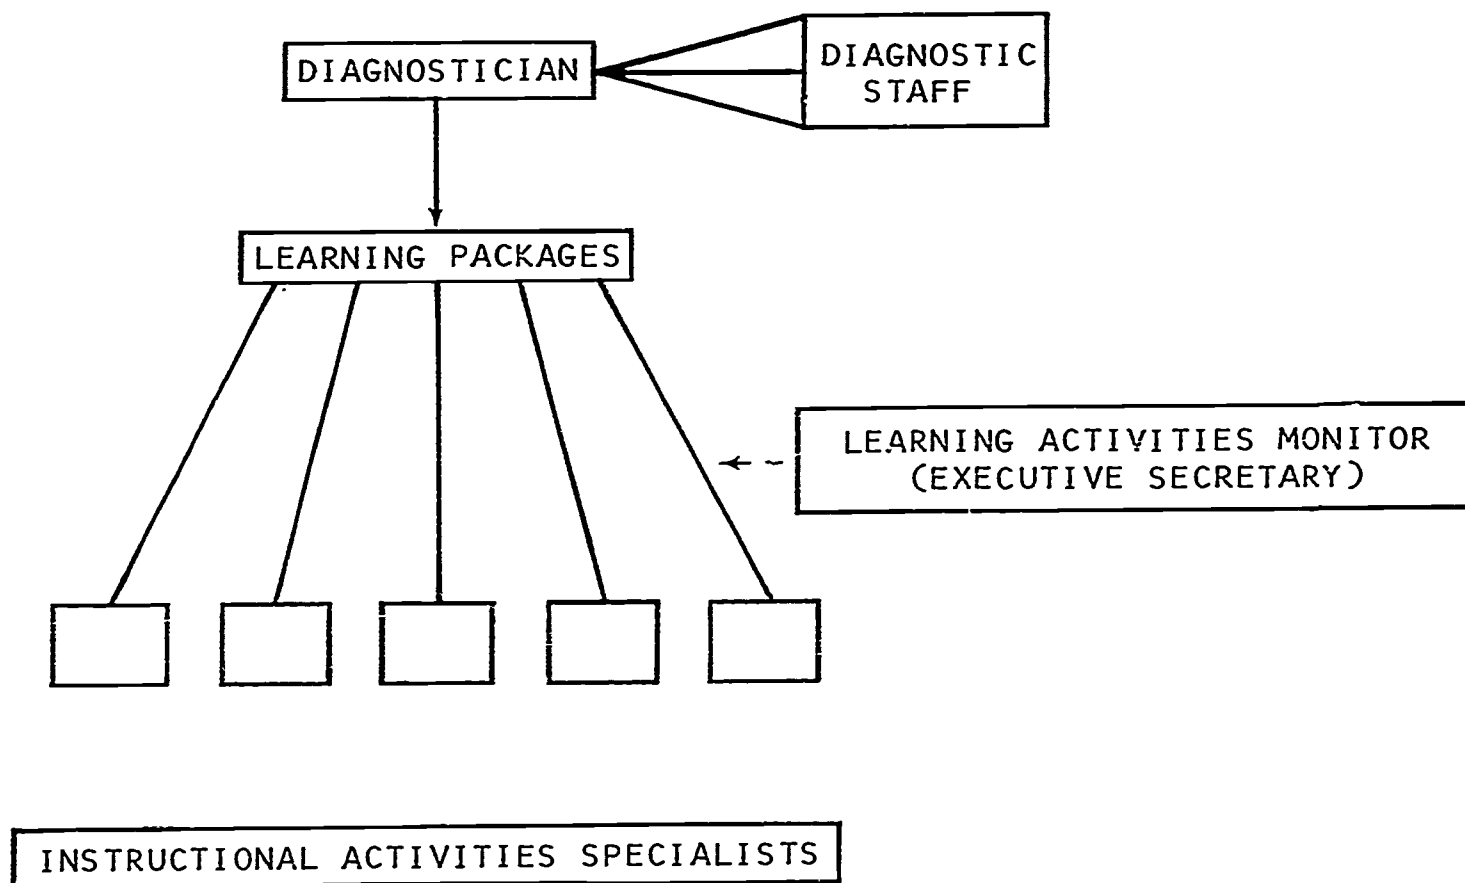 DIAGNOSTICIAN
DIAGNOSTIC
STAFF
LEARNING PACKAGES
LEARNING ACTIVITIES MONITOR
(EXECUTIVE SECRETARY)
INSTRUCTIONAL ACTIVITIES SPECIALISTS